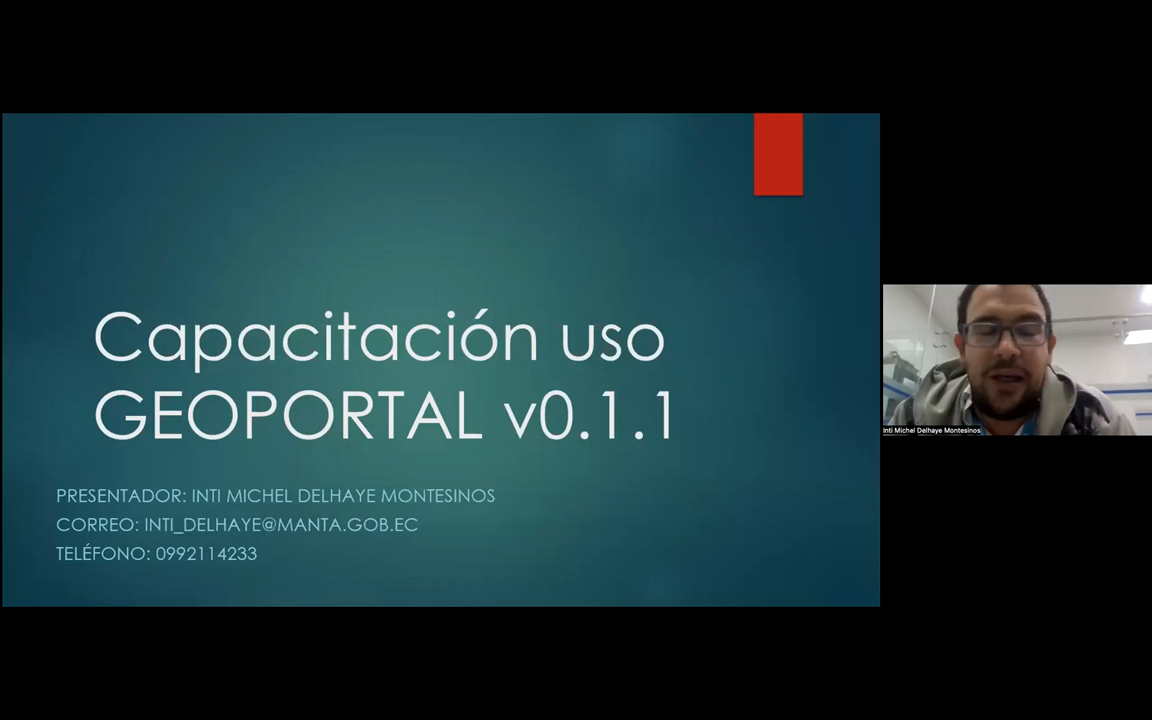 Capacitación uso
GEOPORTAL v0.1.1
PRESENTADOR: INTI MICHEL DELHAYE MONTESINOS
CORREO: INTI_DELHAYE@MANTA.GOB.EC
TELÉFONO: 0992114233
Inti Michel Delhaye Montesinos